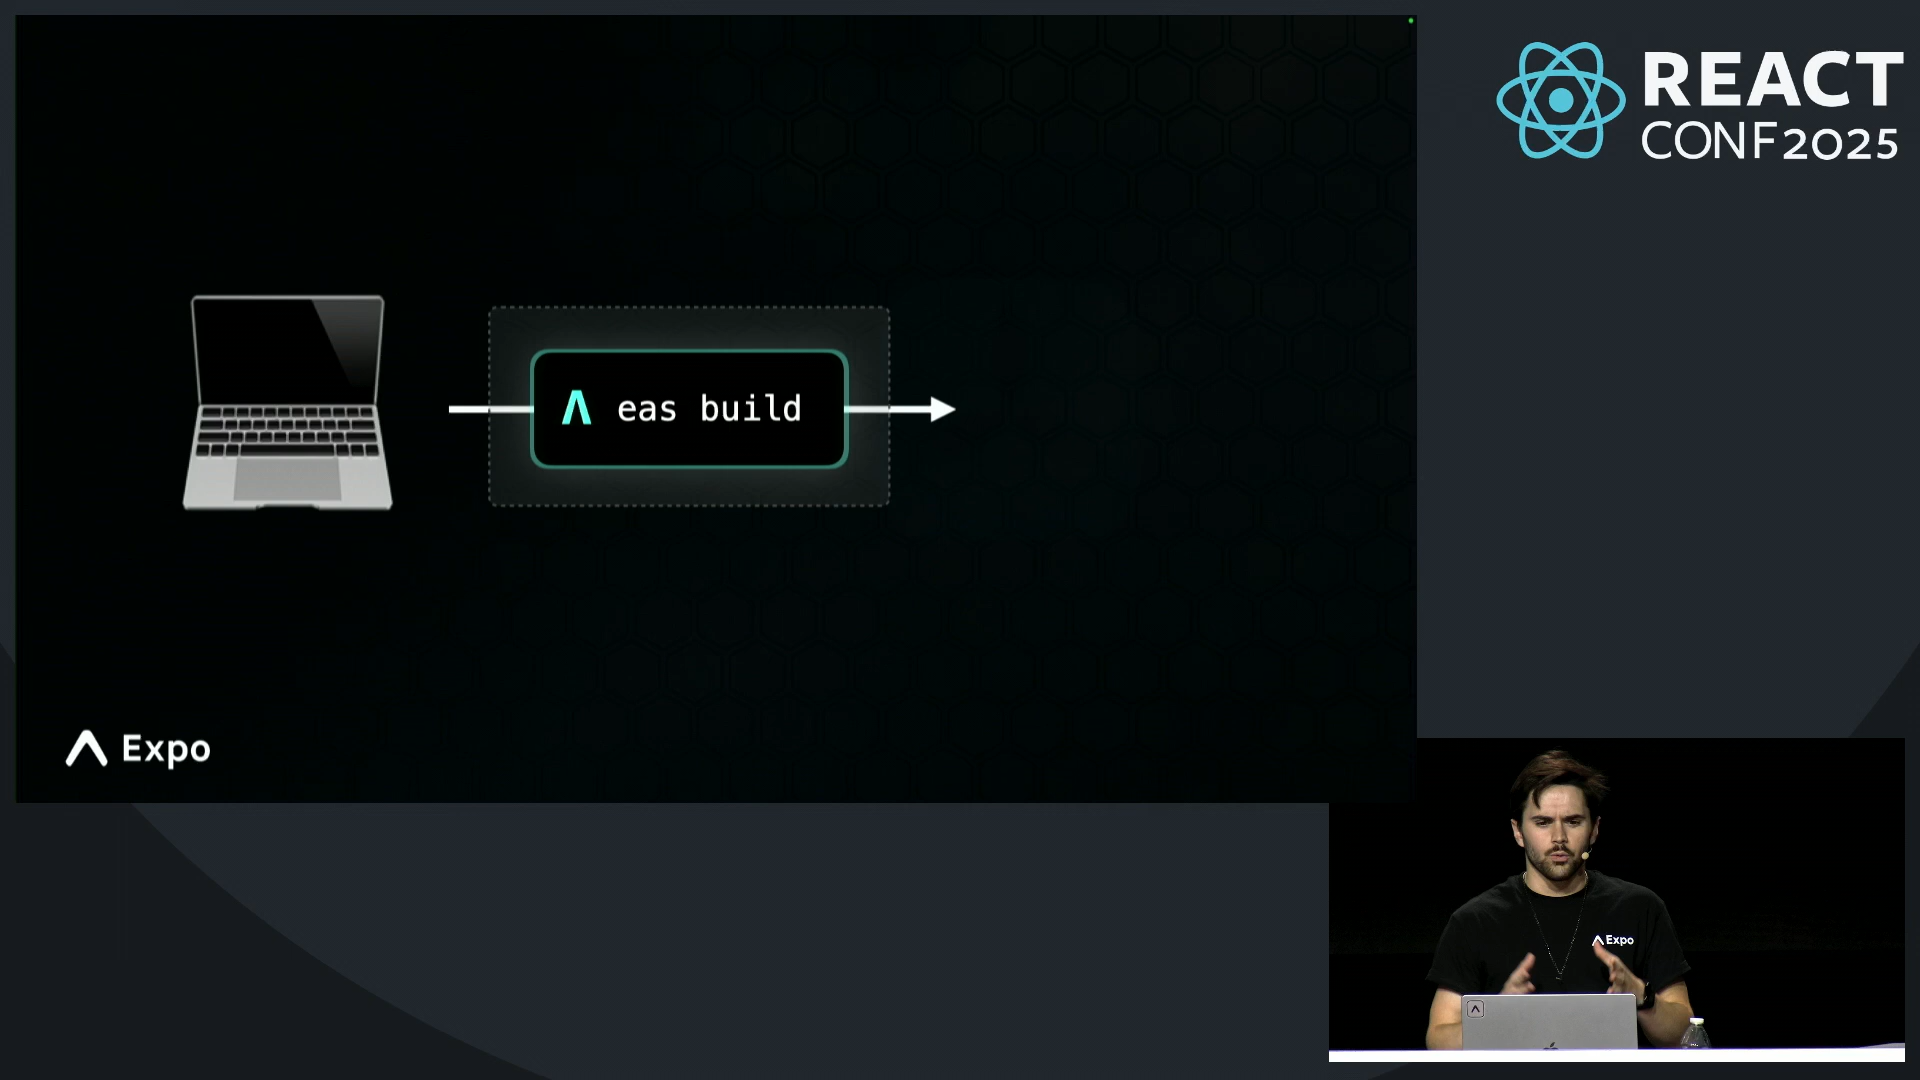 REACT
CONF2025
eas build
Expo
Expo